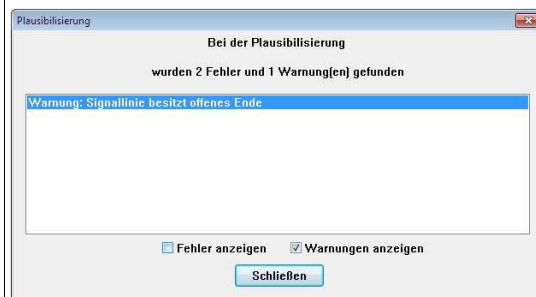 Plausibilisierung
Bei der Plausibilisierung
wurden 2 Fehler und 1 Warnung(en) gefunden
Warnung: Signallinie besitzt offenes Ende
Fehler anzeigen Warnungen anzeigen
Schließen